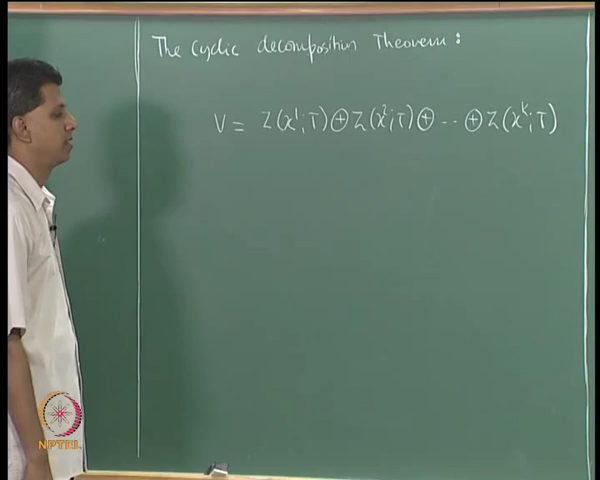 The Cyclic decomposition Theorem:
V = Z(x¹;T) ⊕ Z(x²;T) ⊕ ... ⊕ Z(xᵏ;T)
NPTEL